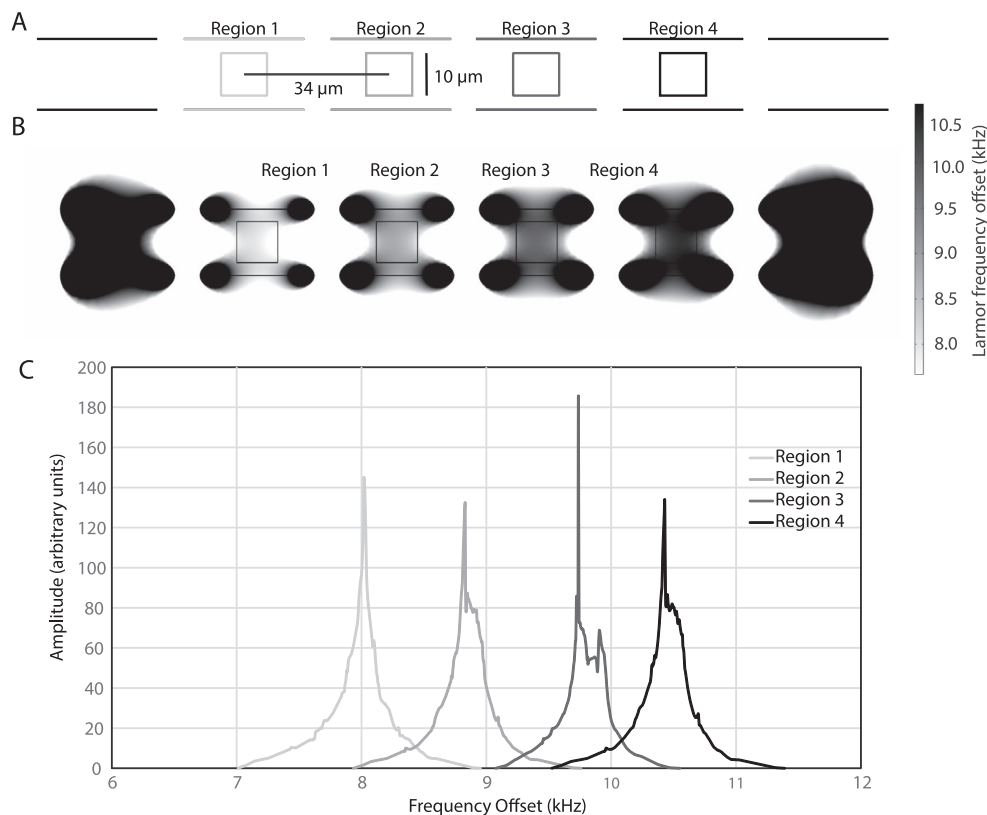 A
Region 1
Region 2
Region 3
Region 4
34 µm
10 µm
B
Region 1
Region 2
Region 3
Region 4
10.5
10.0
9.5
9.0
8.5
8.0
Larmor frequency offset (kHz)
C
200
180
160
140
120
100
80
60
40
20
0
Amplitude (arbitrary units)
Region 1
Region 2
Region 3
Region 4
6
7
8
9
10
11
12
Frequency Offset (kHz)